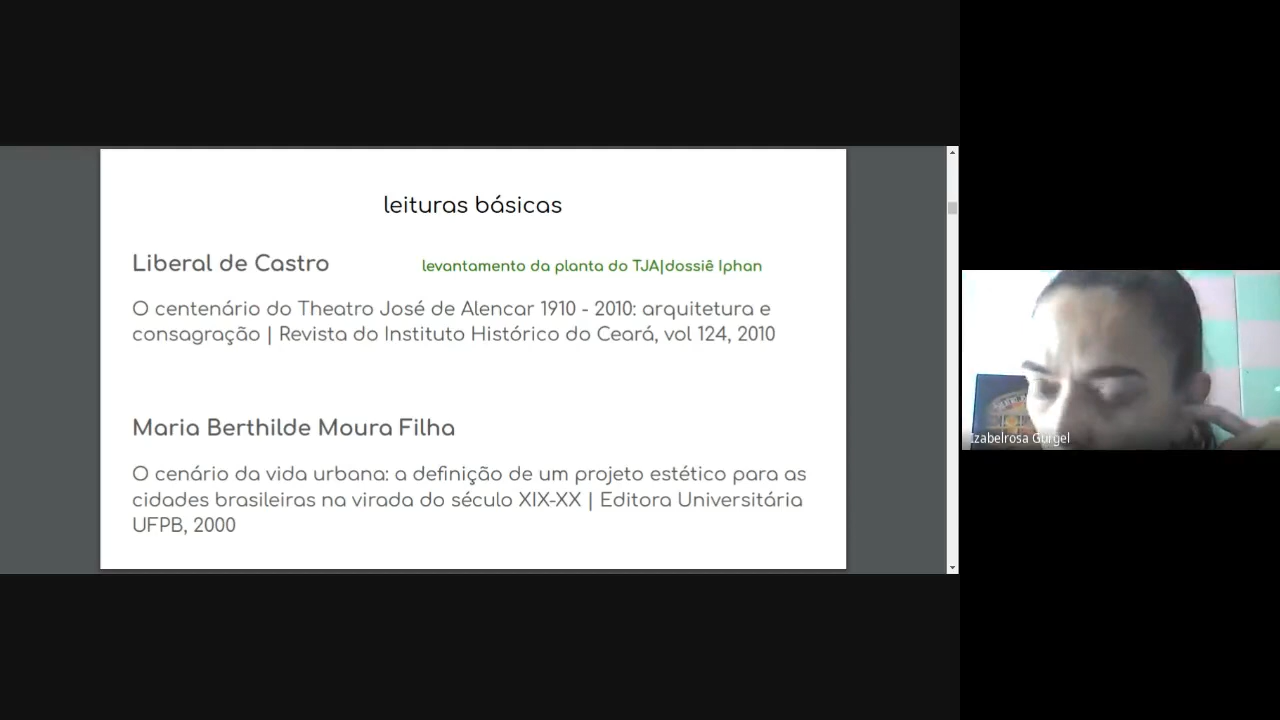 leituras básicas
Liberal de Castro
levantamento da planta do TJA|dossiê Iphan
O centenário do Theatro José de Alencar 1910 - 2010: arquitetura e
consagração | Revista do Instituto Histórico do Ceará, vol 124, 2010
Maria Berthilde Moura Filha
O cenário da vida urbana: a definição de um projeto estético para as
cidades brasileiras na virada do século XIX-XX | Editora Universitária
UFPB, 2000
Izabelrosa Gurgel